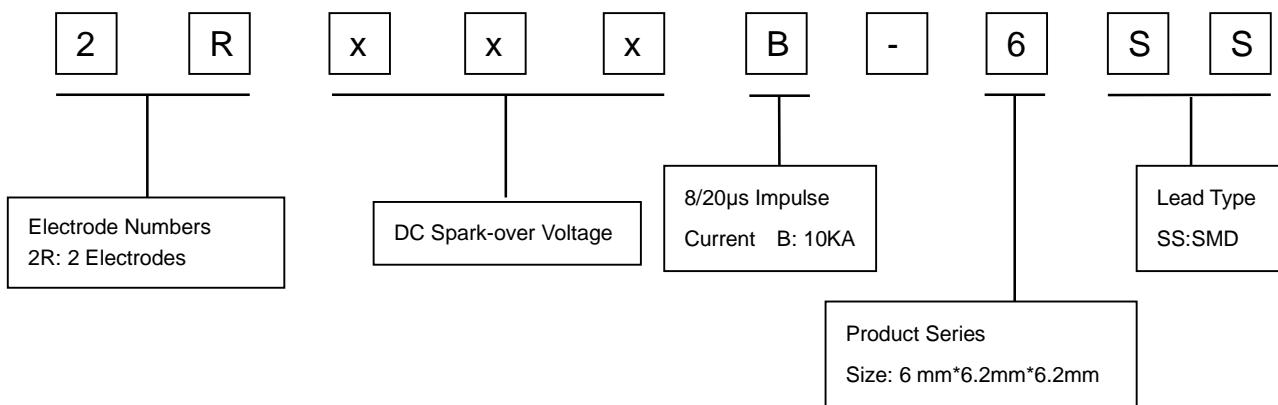 2 R x x x B - 6 S S
Electrode Numbers
2R: 2 Electrodes
DC Spark-over Voltage
8/20μs Impulse
Current B: 10KA
Lead Type
SS:SMD
Product Series
Size: 6 mm*6.2mm*6.2mm